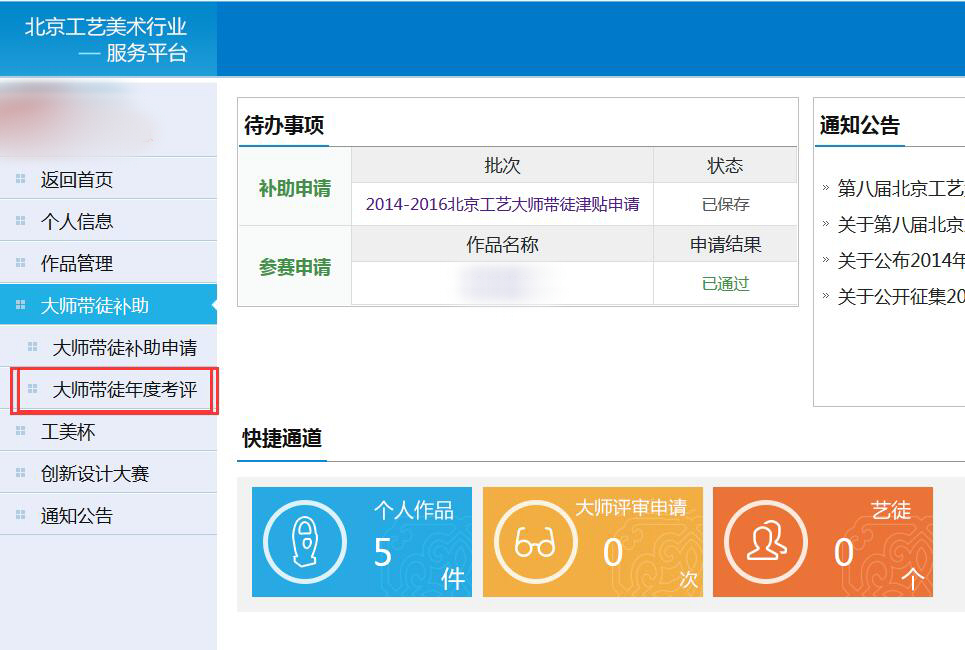 北京工艺美术行业
— 服务平台
返回首页
个人信息
作品管理
大师带徒补助
大师带徒补助申请
大师带徒年度考评
工美杯
创新设计大赛
通知公告
待办事项
补助申请
批次
状态
2014-2016北京工艺大师带徒津贴申请
已保存
参赛申请
作品名称
申请结果
已通过
通知公告
» 第八届北京工艺
» 关于第八届北京
» 关于公布2014年
» 关于公开征集20
快捷通道
个人作品
5
件
大师评审申请
0
次
艺徒
0
个